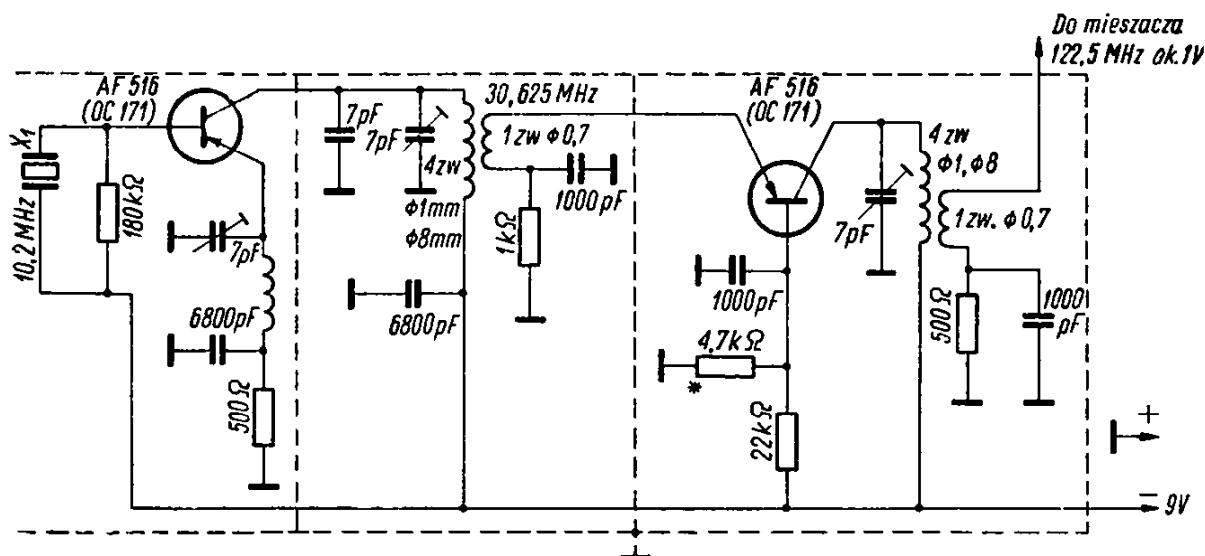 Do mieszacza
122,5 MHz ok. 1V
AF 516
(OC 171)
X1
10,2 MHz
180kΩ
7pF
6800pF
500Ω
7pF
7pF
4zw
Φ1mm
Φ8mm
6800pF
30,625 MHz
1zw Φ0,7
1000pF
1kΩ
AF 516
(OC 171)
1000pF
4,7kΩ
*
22kΩ
7pF
4 zw
Φ1, Φ8
1zw. Φ0,7
500Ω
1000
pF
+
−
9V
+